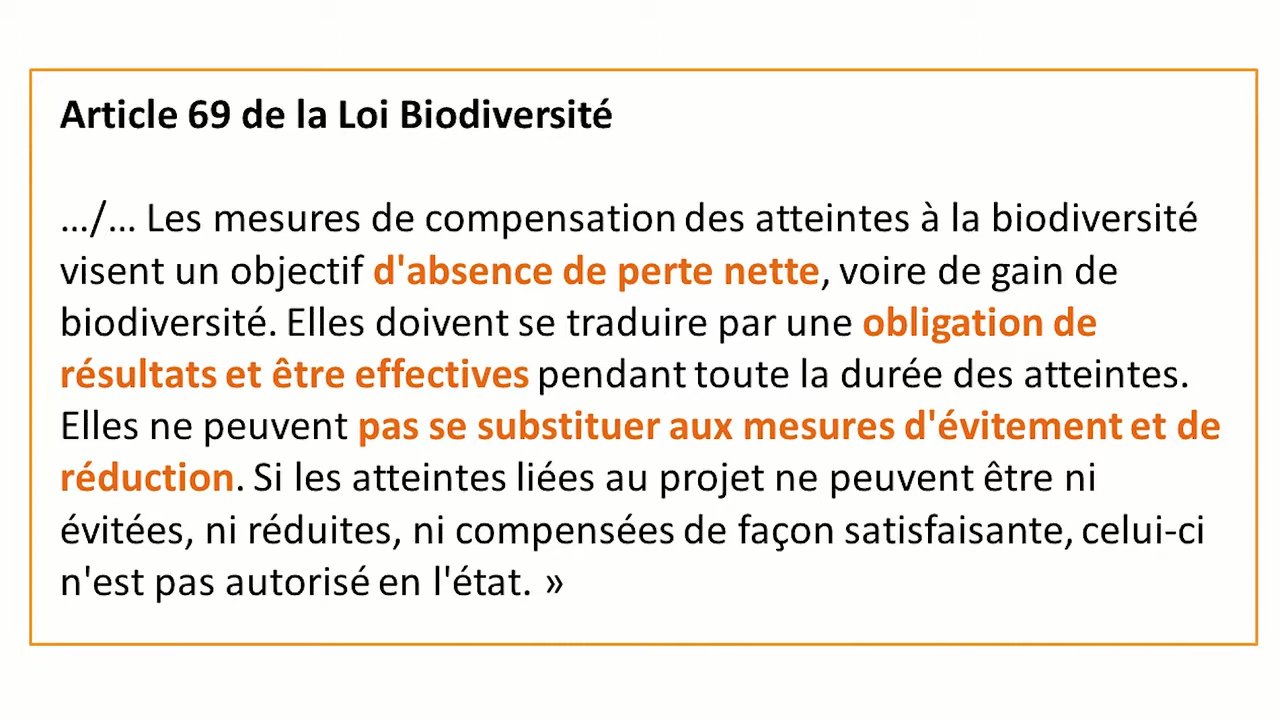 Article 69 de la Loi Biodiversité
…/… Les mesures de compensation des atteintes à la biodiversité
visent un objectif d'absence de perte nette, voire de gain de
biodiversité. Elles doivent se traduire par une obligation de
résultats et être effectives pendant toute la durée des atteintes.
Elles ne peuvent pas se substituer aux mesures d'évitement et de
réduction. Si les atteintes liées au projet ne peuvent être ni
évitées, ni réduites, ni compensées de façon satisfaisante, celui-ci
n'est pas autorisé en l'état. »